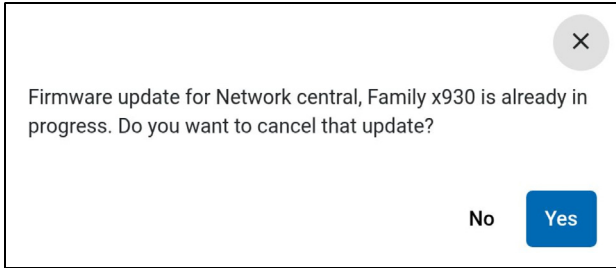 Firmware update for Network central, Family x930 is already in
progress. Do you want to cancel that update?
No
Yes